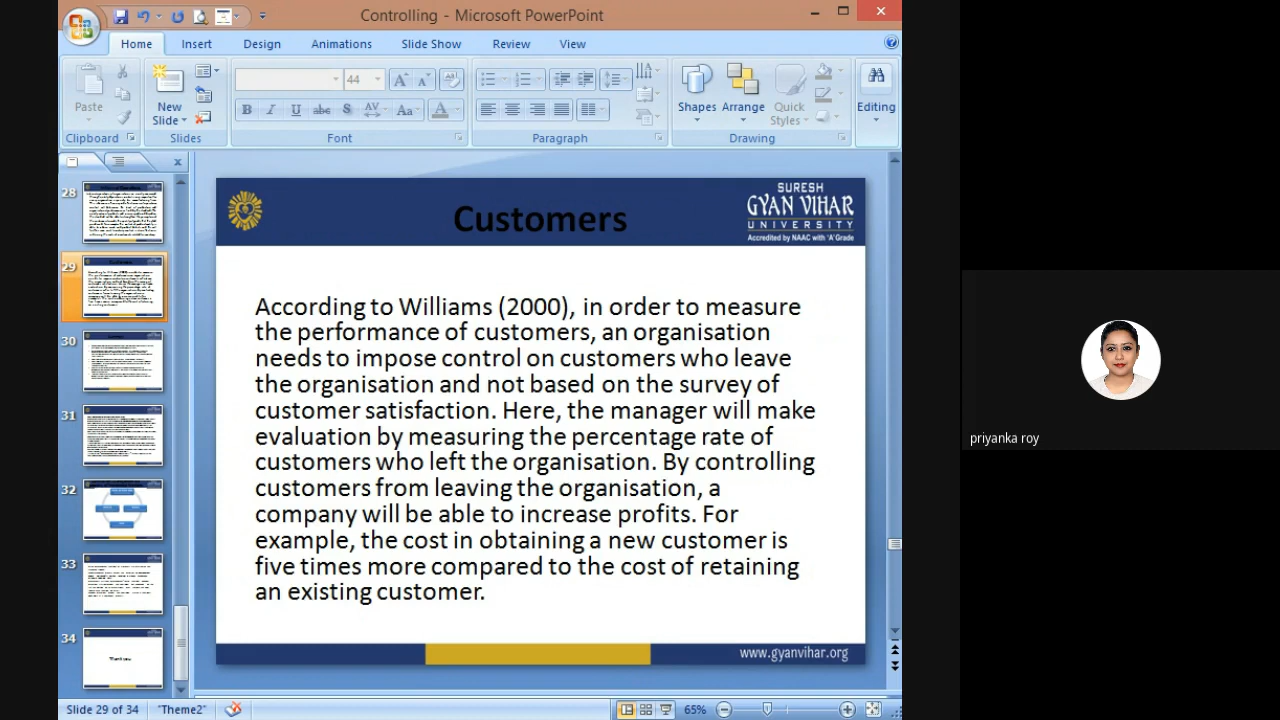 Controlling - Microsoft PowerPoint
Home Insert Design Animations Slide Show Review View
44
Paste New Slide Shapes Arrange Quick Styles Editing
Clipboard Slides Font Paragraph Drawing
28
29
30
31
32
33
34
Customers
SURESH
GYAN VIHAR
UNIVERSITY
Accredited by NAAC with 'A' Grade
According to Williams (2000), in order to measure
the performance of customers, an organisation
needs to impose control on customers who leave
the organisation and not based on the survey of
customer satisfaction. Here, the manager will make
evaluation by measuring the percentage rate of
customers who left the organisation. By controlling
customers from leaving the organisation, a
company will be able to increase profits. For
example, the cost in obtaining a new customer is
five times more compared to the cost of retaining
an existing customer.
www.gyanvihar.org
Slide 29 of 34 "Theme2" 65%
priyanka roy